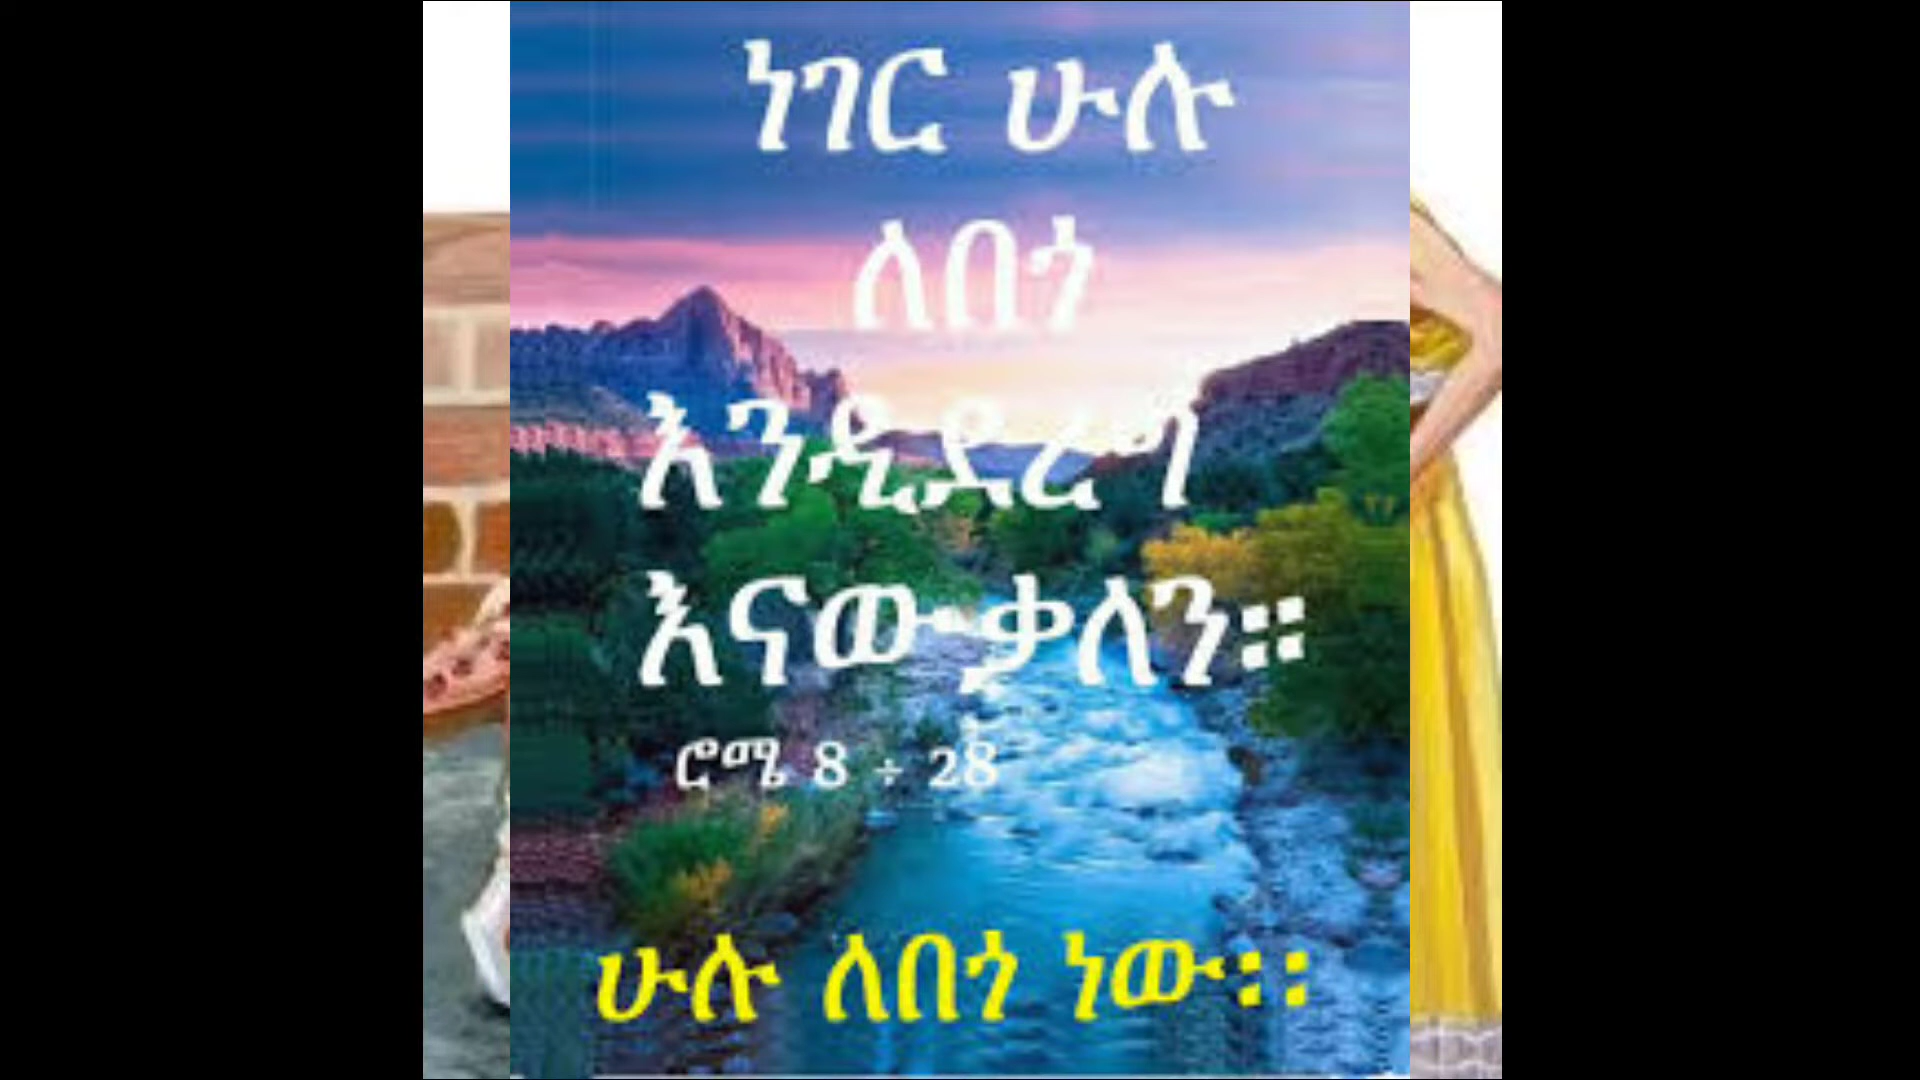 ነገር ሁሉ
ለበጎ
እንዲደረግ
እናውቃለን።
ሮሜ 8 ÷ 28
ሁሉ ለበጎ ነው፡፡